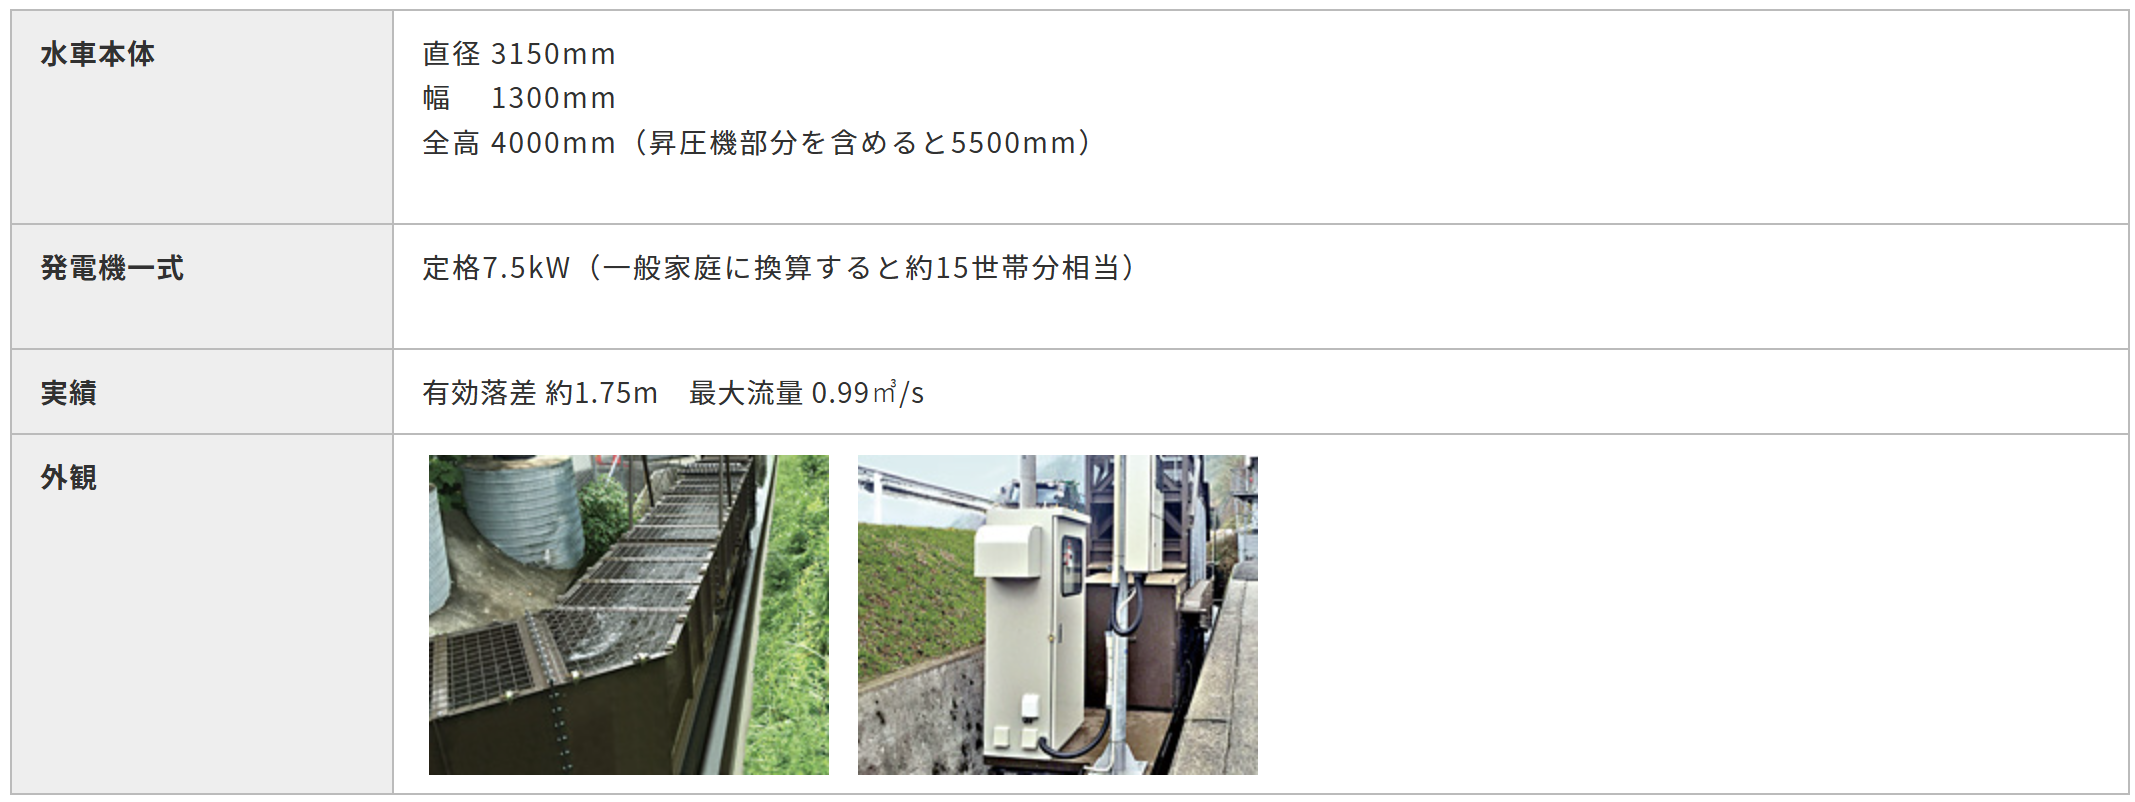 水車本体
直径 3150mm
幅　 1300mm
全高 4000mm（昇圧機部分を含めると5500mm）
発電機一式
定格7.5kW（一般家庭に換算すると約15世帯分相当）
実績
有効落差 約1.75m　最大流量 0.99㎥/s
外観